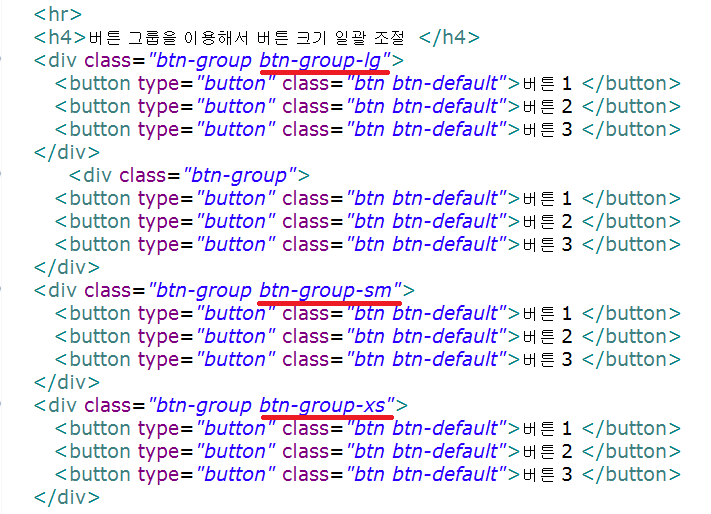 <hr>
<h4>버튼 그룹을 이용해서 버튼 크기 일괄 조절 </h4>
<div class="btn-group btn-group-lg">
<button type="button" class="btn btn-default">버튼 1 </button>
<button type="button" class="btn btn-default">버튼 2 </button>
<button type="button" class="btn btn-default">버튼 3 </button>
</div>
<div class="btn-group">
<button type="button" class="btn btn-default">버튼 1 </button>
<button type="button" class="btn btn-default">버튼 2 </button>
<button type="button" class="btn btn-default">버튼 3 </button>
</div>
<div class="btn-group btn-group-sm">
<button type="button" class="btn btn-default">버튼 1 </button>
<button type="button" class="btn btn-default">버튼 2 </button>
<button type="button" class="btn btn-default">버튼 3 </button>
</div>
<div class="btn-group btn-group-xs">
<button type="button" class="btn btn-default">버튼 1 </button>
<button type="button" class="btn btn-default">버튼 2 </button>
<button type="button" class="btn btn-default">버튼 3 </button>
</div>